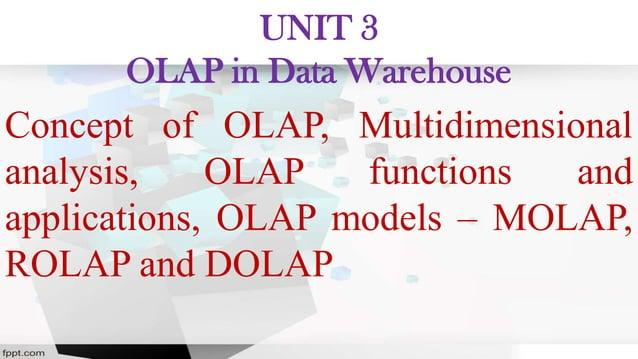 UNIT 3
OLAP in Data Warehouse
Concept of OLAP, Multidimensional
analysis, OLAP functions and
applications, OLAP models – MOLAP,
ROLAP and DOLAP
fppt.com